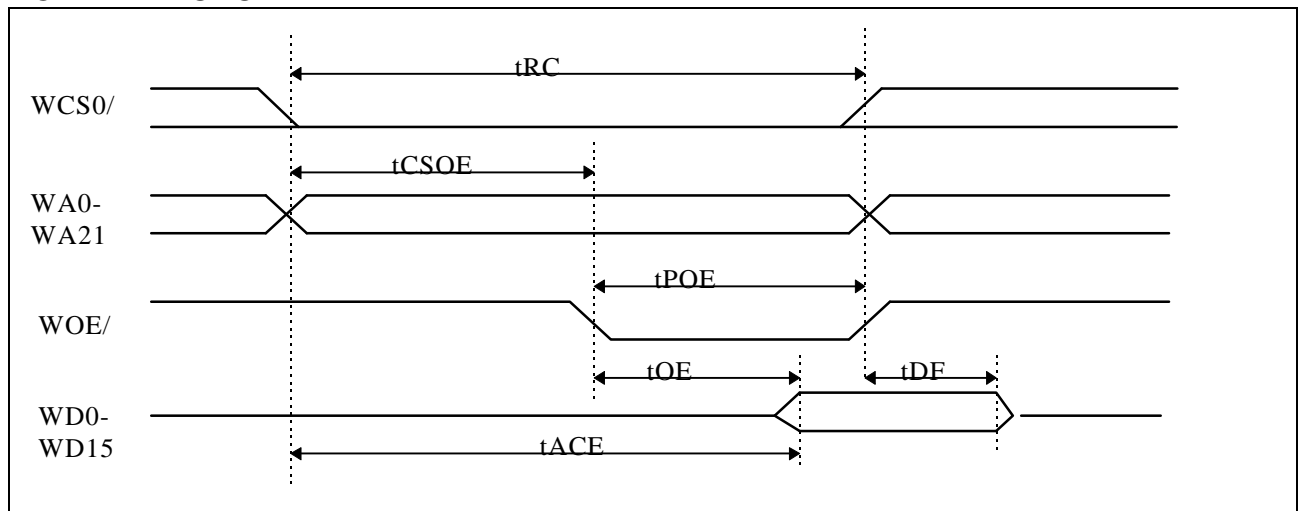 tRC
WCS0/
tCSOE
WA0-
WA21
tPOE
WOE/
tOE
tDF
WD0-
WD15
tACE